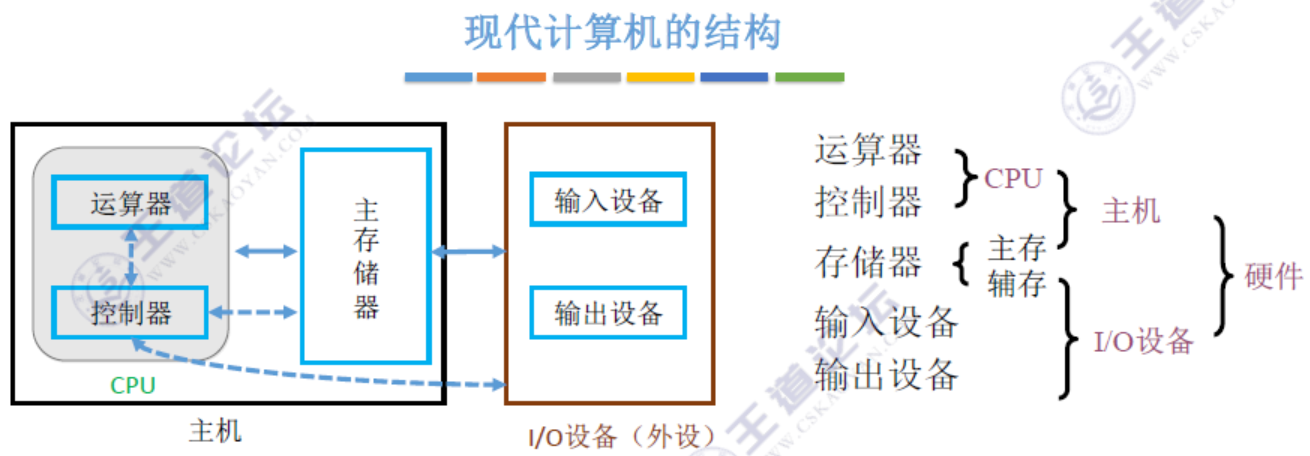 现代计算机的结构
运算器
控制器
CPU
主存储器
主机
输入设备
输出设备
I/O设备（外设）
运算器
控制器
CPU
存储器
主存
辅存
主机
输入设备
输出设备
I/O设备
硬件
王道论坛
WWW.CSKAOYAN.COM